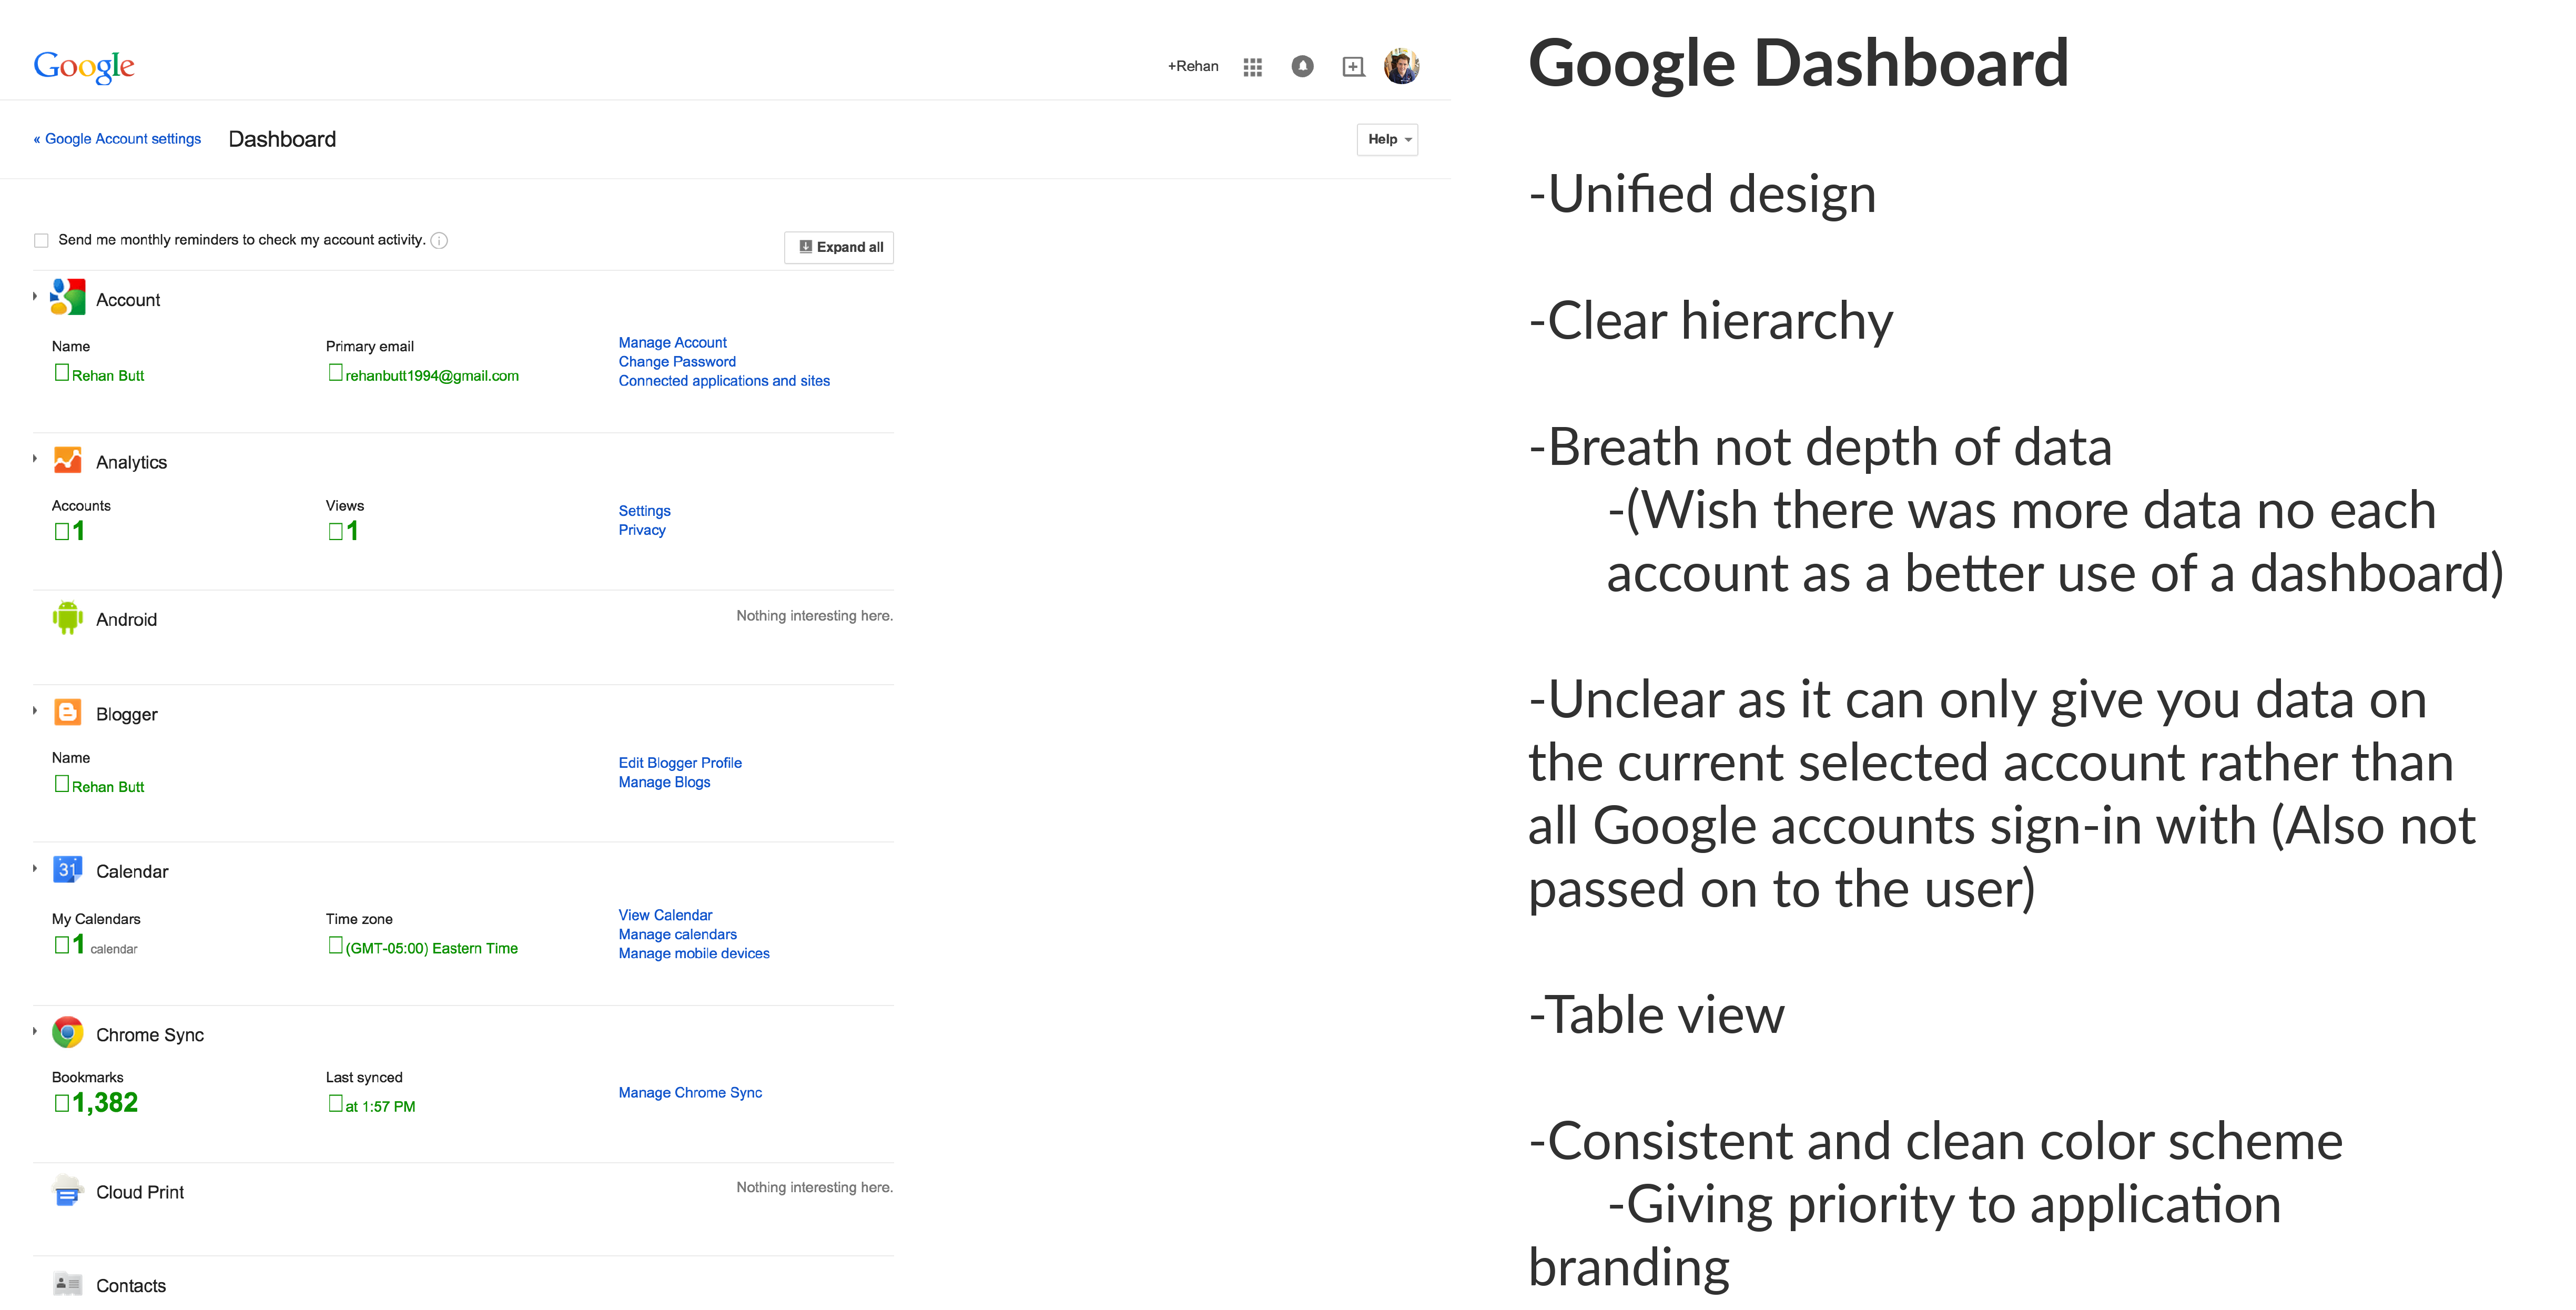 Google
+Rehan
« Google Account settings Dashboard
Help
Send me monthly reminders to check my account activity.
Expand all
Account
Name Primary email
Rehan Butt rehanbutt1994@gmail.com
Manage Account
Change Password
Connected applications and sites
Analytics
Accounts Views
1 1
Settings
Privacy
Android Nothing interesting here.
Blogger
Name
Rehan Butt
Edit Blogger Profile
Manage Blogs
31 Calendar
My Calendars Time zone
1 calendar (GMT-05:00) Eastern Time
View Calendar
Manage calendars
Manage mobile devices
Chrome Sync
Bookmarks Last synced
1,382 at 1:57 PM
Manage Chrome Sync
Cloud Print Nothing interesting here.
Contacts
Google Dashboard
-Unified design
-Clear hierarchy
-Breath not depth of data
-(Wish there was more data no each
account as a better use of a dashboard)
-Unclear as it can only give you data on
the current selected account rather than
all Google accounts sign-in with (Also not
passed on to the user)
-Table view
-Consistent and clean color scheme
-Giving priority to application
branding